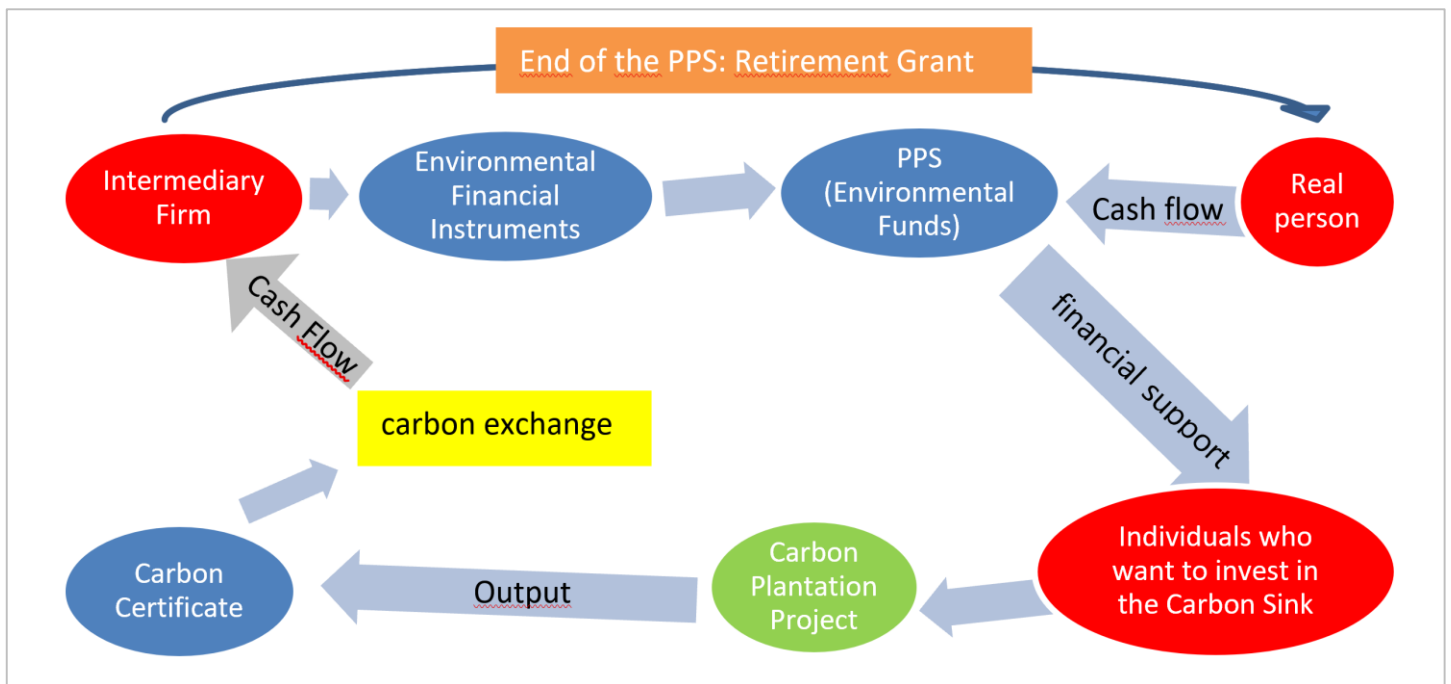 End of the PPS: Retirement Grant
Intermediary
Firm
Environmental
Financial
Instruments
PPS
(Environmental
Funds)
Cash flow
Real
person
Cash Flow
financial support
carbon exchange
Carbon
Certificate
Output
Carbon
Plantation
Project
Individuals who
want to invest in
the Carbon Sink